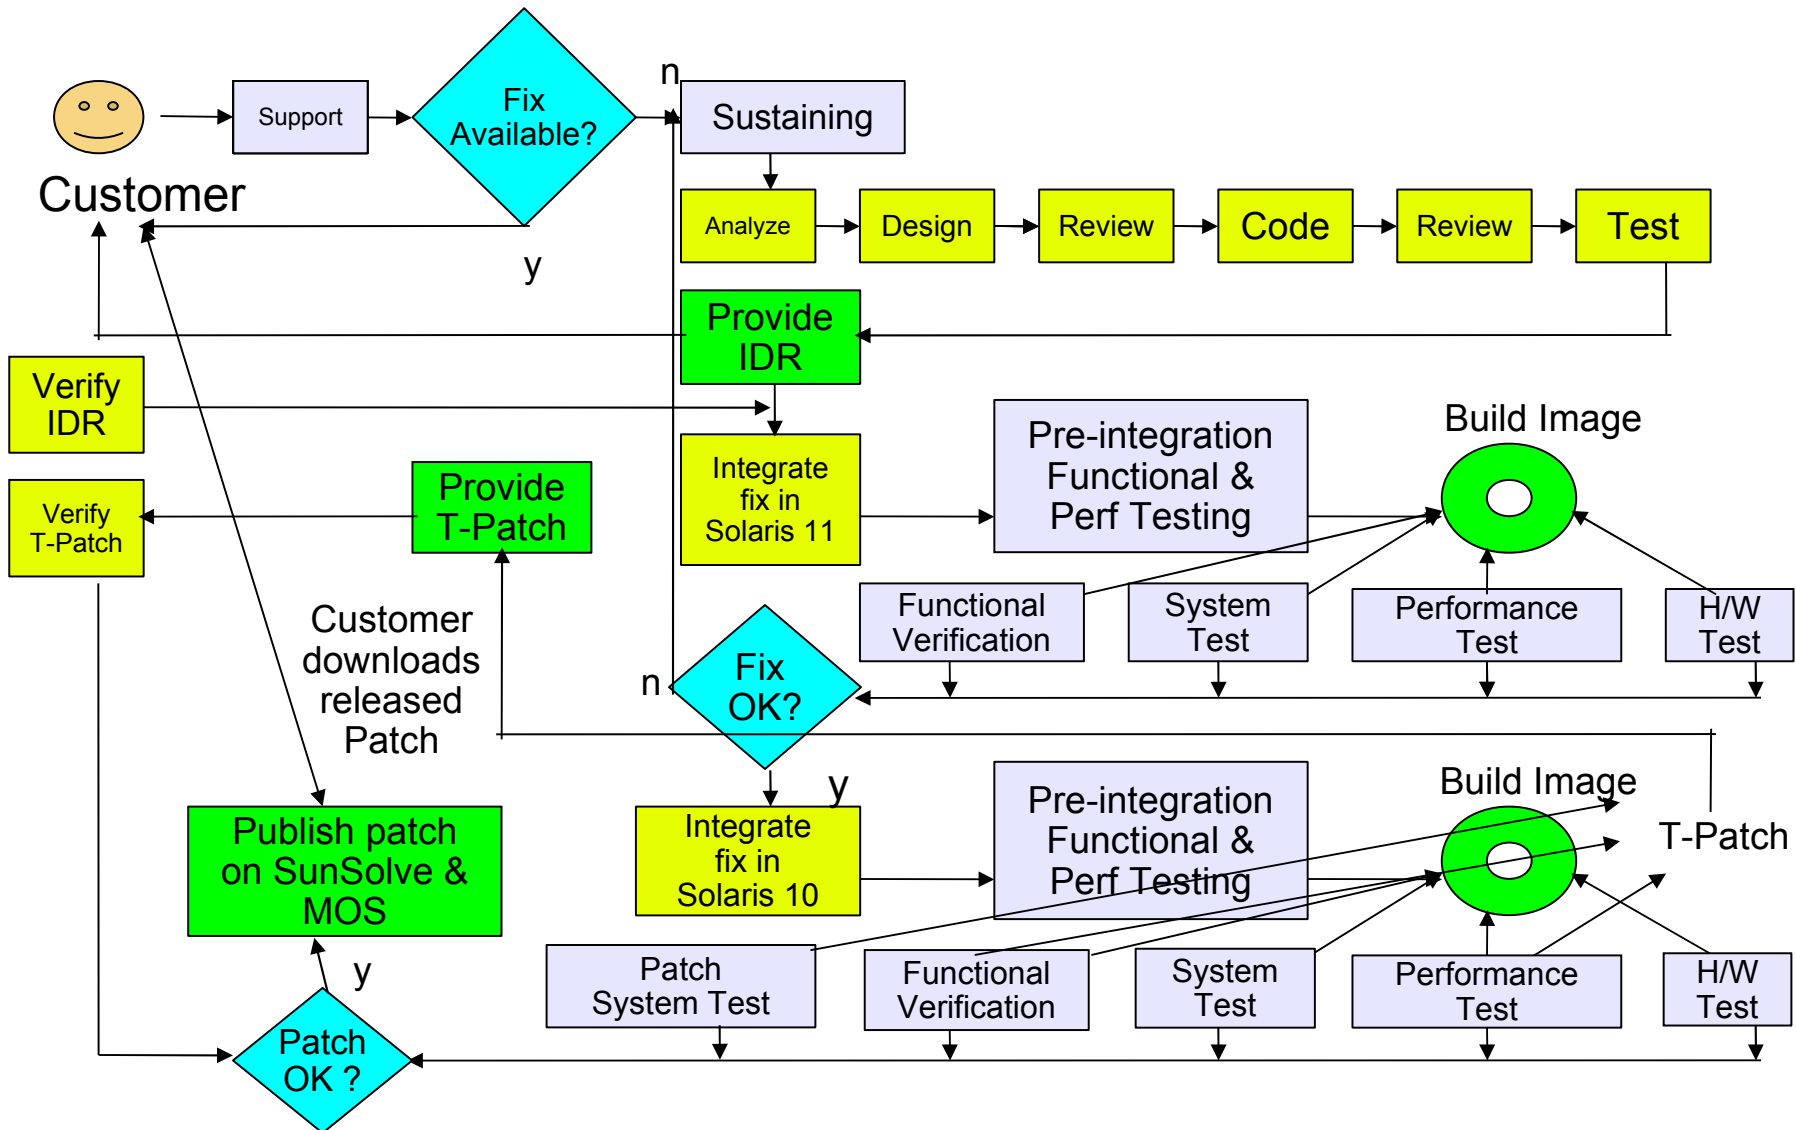 n
Support
Fix
Available?
Sustaining
Customer
y
Analyze
Design
Review
Code
Review
Test
Provide
IDR
Verify
IDR
Build Image
Pre-integration
Functional &
Perf Testing
Integrate
fix in
Solaris 11
Provide
T-Patch
Verify
T-Patch
Functional
Verification
System
Test
Performance
Test
H/W
Test
Customer
downloads
released
Patch
n
Fix
OK?
y
Build Image
Pre-integration
Functional &
Perf Testing
Integrate
fix in
Solaris 10
T-Patch
Publish patch
on SunSolve &
MOS
y
Patch
System Test
Functional
Verification
System
Test
Performance
Test
H/W
Test
Patch
OK ?